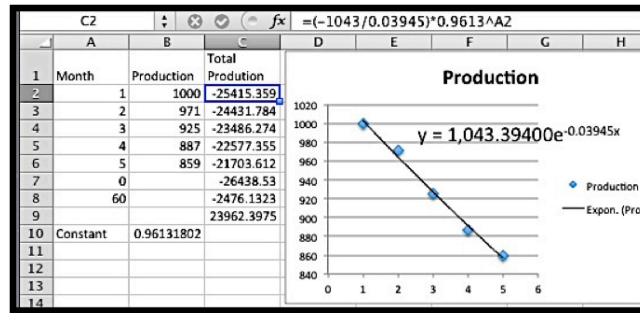 C2 fx =(-1043/0.03945)*0.9613^A2
A B C D E F G H
1 Month Production Total Prodution
2 1 1000 -25415.359
3 2 971 -24431.784
4 3 925 -23486.274
5 4 887 -22577.355
6 5 859 -21703.612
7 0 -26438.53
8 60 -2476.1323
9 23962.3975
10 Constant 0.96131802
11
12
13
14
Production
y = 1,043.39400e-0.03945x
1020
1000
980
960
940
920
900
880
860
840
0 1 2 3 4 5 6
Production
Expon. (Pro